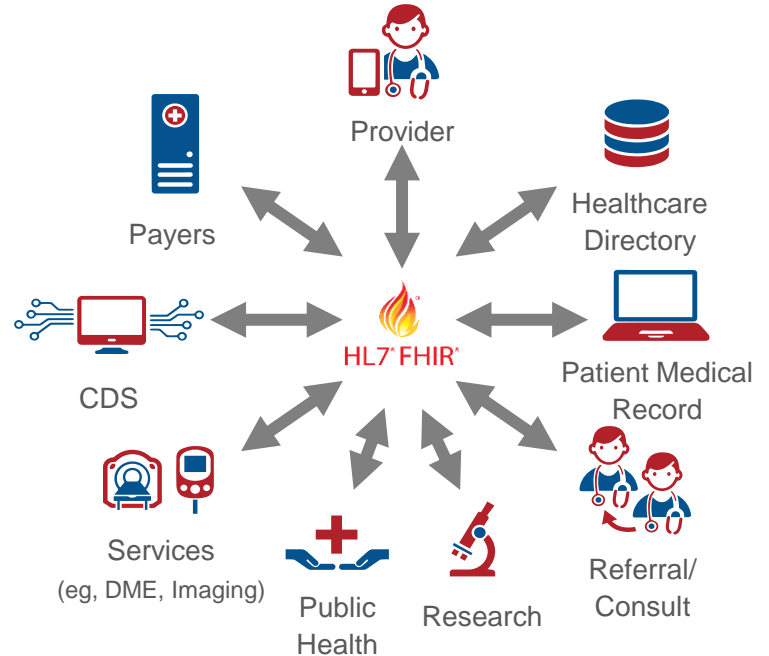 Provider
Payers
Healthcare
Directory
HL7® FHIR®
CDS
Patient Medical
Record
Services
(eg, DME, Imaging)
Public
Health
Research
Referral/
Consult